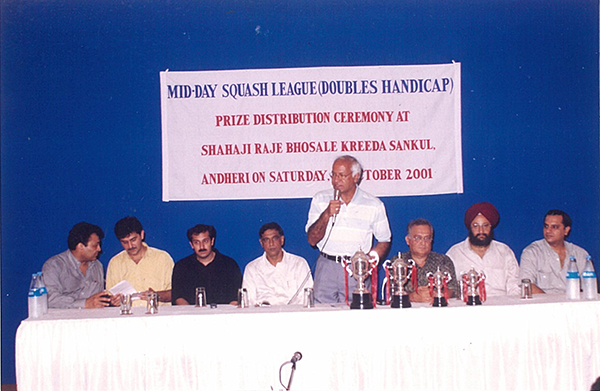 MID-DAY SQUASH LEAGUE (DOUBLES HANDICAP)
PRIZE DISTRIBUTION CEREMONY AT
SHAHAJI RAJE BHOSALE KREEDA SANKUL,
ANDHERI ON SATURDAY, OCTOBER 2001